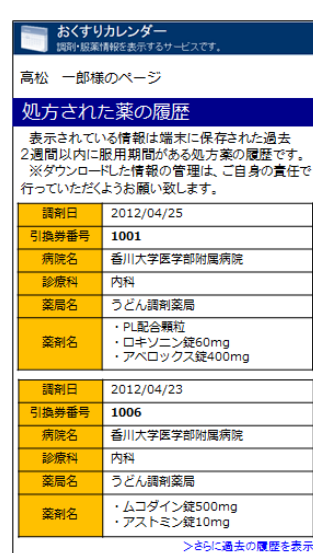 おくすりカレンダー
調剤・服薬情報を表示するサービスです。
高松　一郎様のページ
処方された薬の履歴
表示されている情報は端末に保存された過去
2週間以内に服用期間がある処方薬の履歴です。
※ダウンロードした情報の管理は、ご自身の責任で
行っていただくようお願い致します。
調剤日 2012/04/25
引換券番号 1001
病院名 香川大学医学部附属病院
診療科 内科
薬局名 うどん調剤薬局
薬剤名
・PL配合顆粒
・ロキソニン錠60mg
・アベロックス錠400mg
調剤日 2012/04/23
引換券番号 1006
病院名 香川大学医学部附属病院
診療科 内科
薬局名 うどん調剤薬局
薬剤名
・ムコダイン錠500mg
・アストミン錠10mg
>さらに過去の履歴を表示